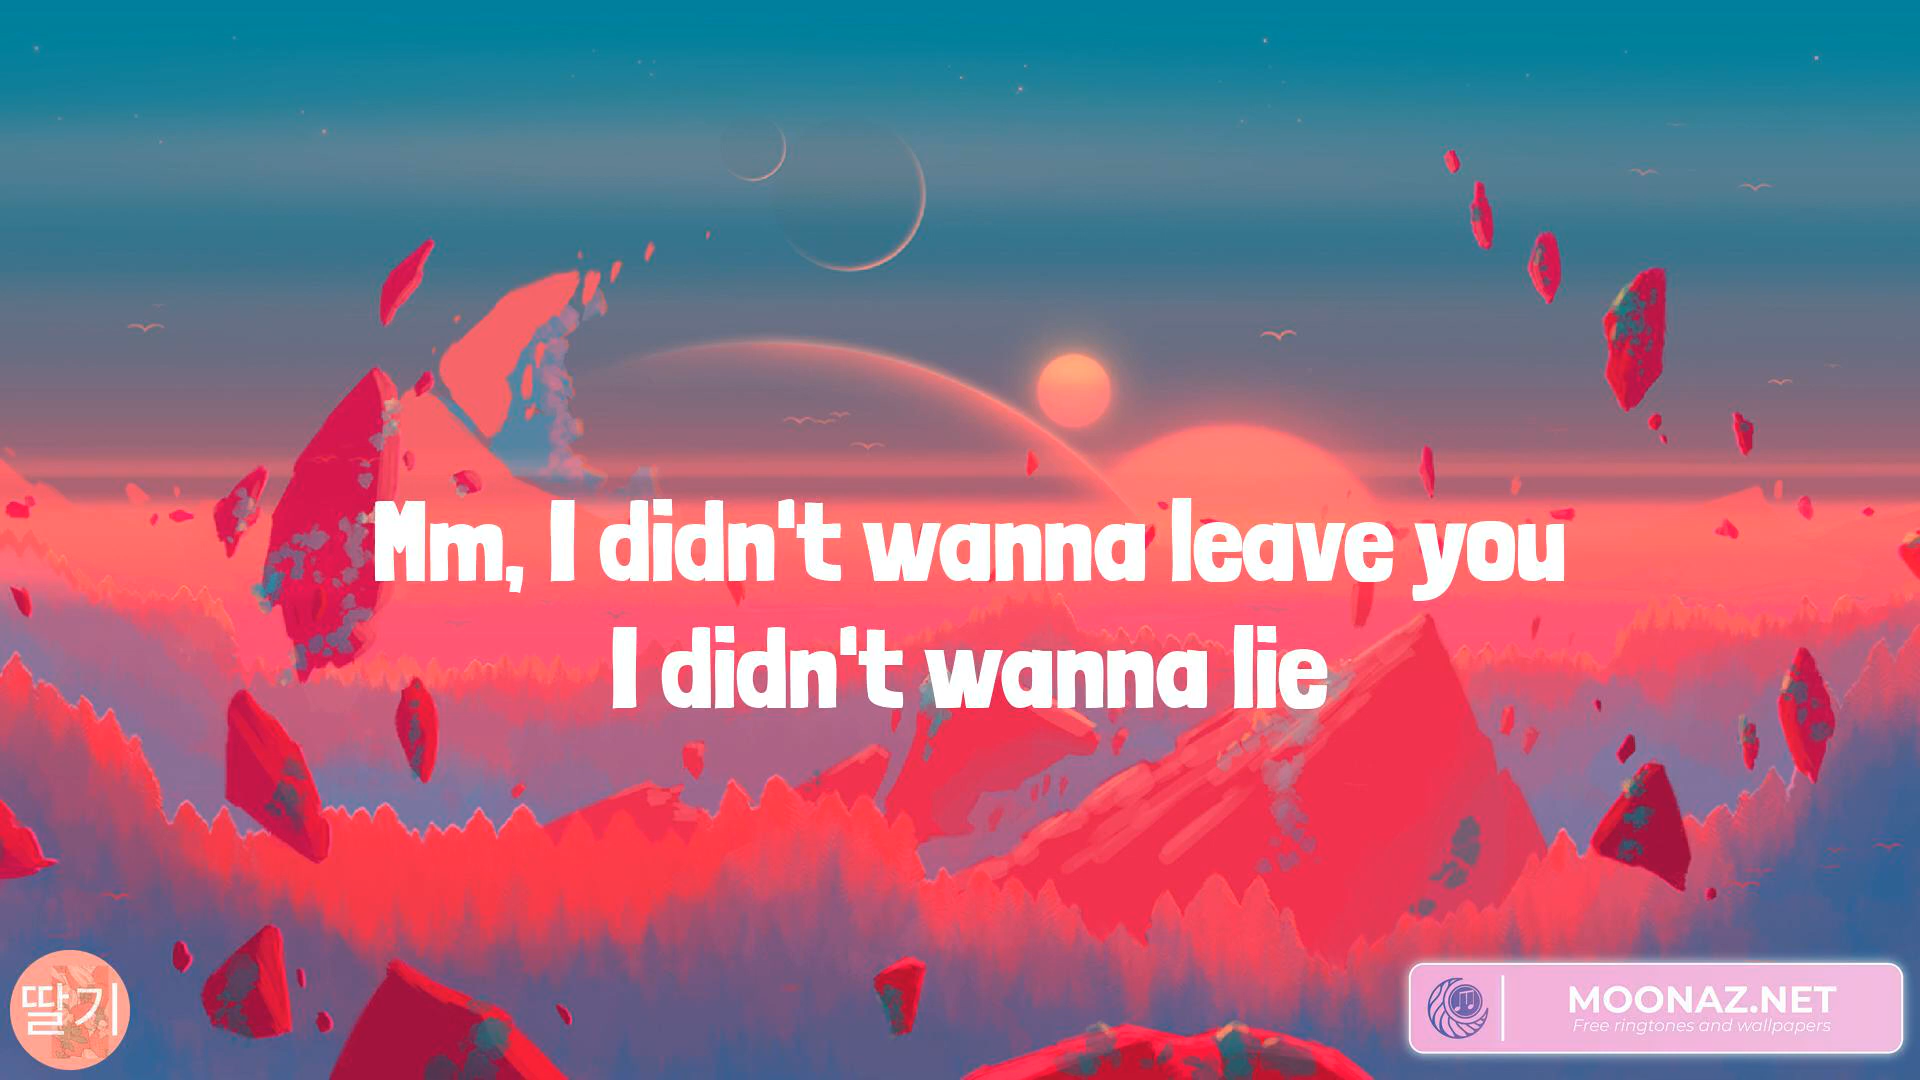 Mm, I didn't wanna leave you
I didn't wanna lie
딸기
MOONAZ.NET
Free ringtones and wallpapers